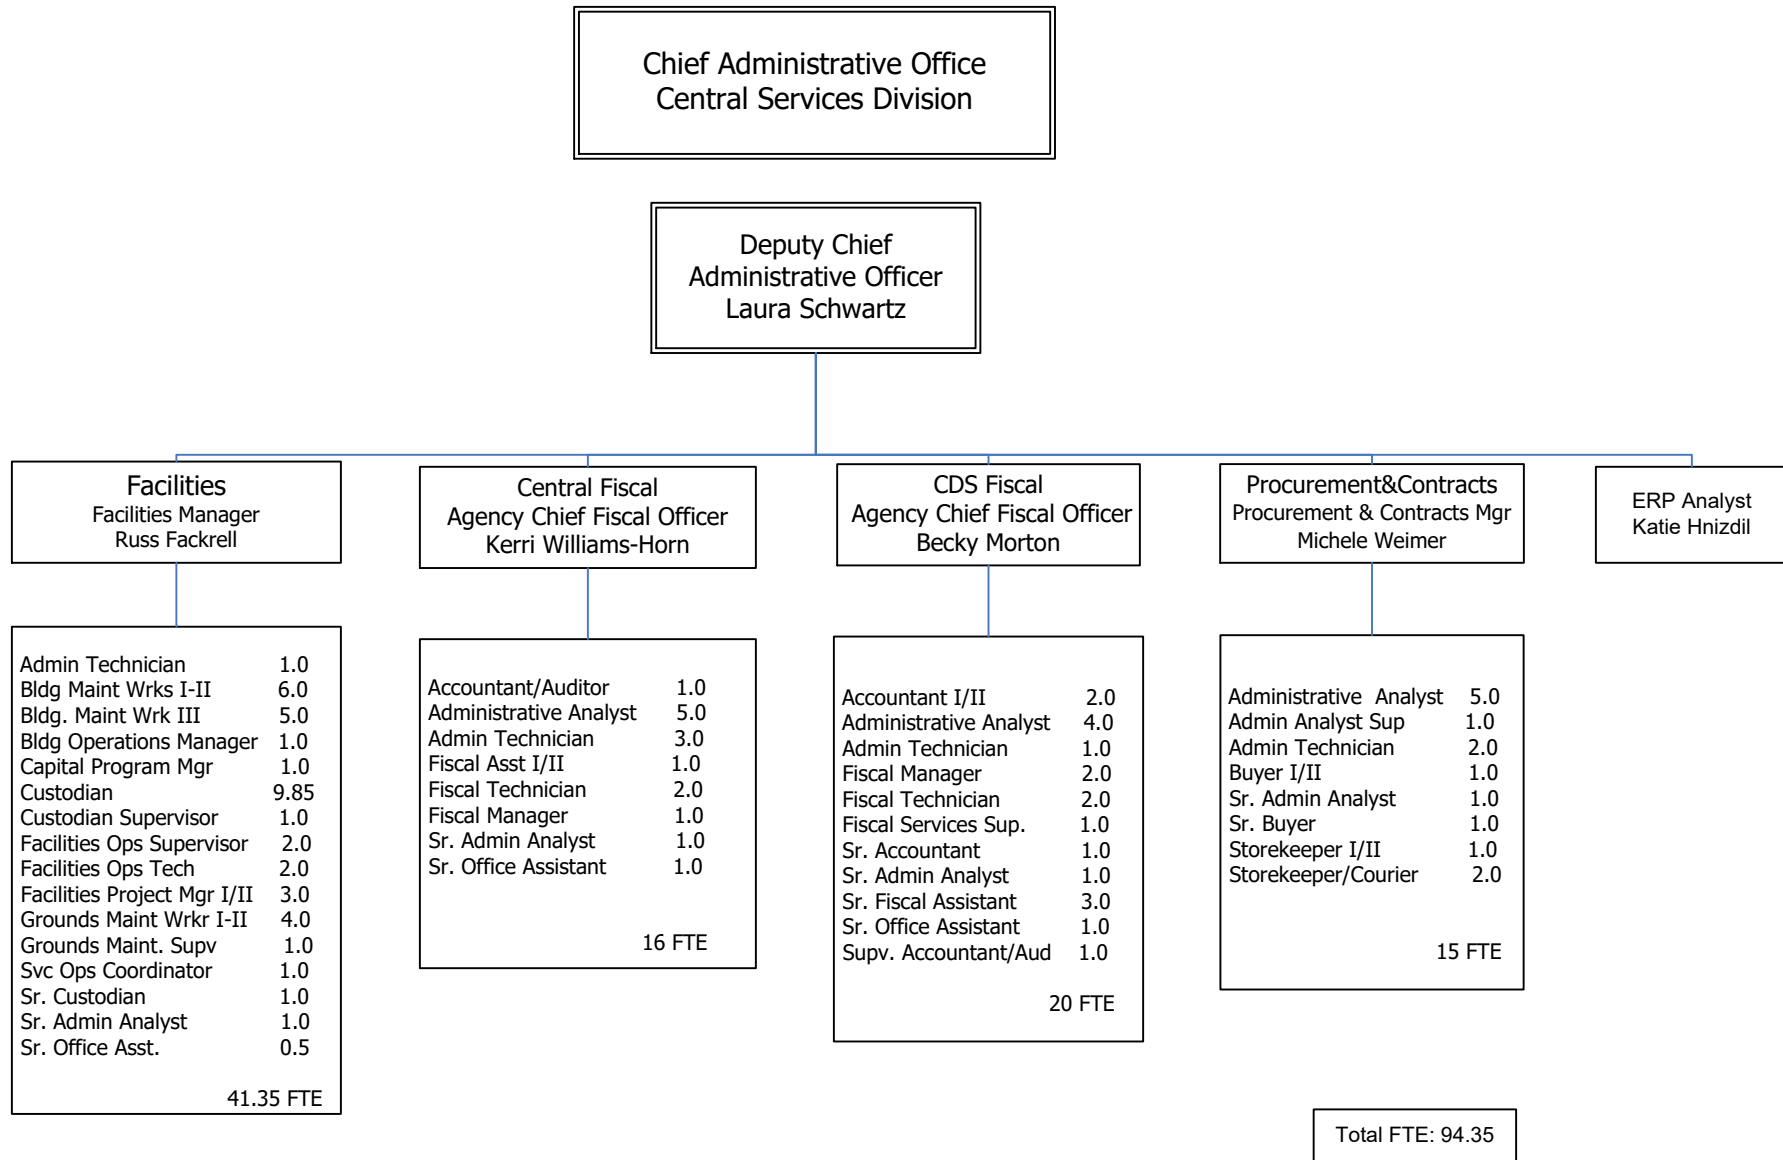 Chief Administrative Office
Central Services Division
Deputy Chief
Administrative Officer
Laura Schwartz
Facilities
Facilities Manager
Russ Fackrell
Central Fiscal
Agency Chief Fiscal Officer
Kerri Williams-Horn
CDS Fiscal
Agency Chief Fiscal Officer
Becky Morton
Procurement&Contracts
Procurement & Contracts Mgr
Michele Weimer
ERP Analyst
Katie Hnizdil
Admin Technician 1.0
Bldg Maint Wrks I-II 6.0
Bldg. Maint Wrk III 5.0
Bldg Operations Manager 1.0
Capital Program Mgr 1.0
Custodian 9.85
Custodian Supervisor 1.0
Facilities Ops Supervisor 2.0
Facilities Ops Tech 2.0
Facilities Project Mgr I/II 3.0
Grounds Maint Wrkr I-II 4.0
Grounds Maint. Supv 1.0
Svc Ops Coordinator 1.0
Sr. Custodian 1.0
Sr. Admin Analyst 1.0
Sr. Office Asst. 0.5
41.35 FTE
Accountant/Auditor 1.0
Administrative Analyst 5.0
Admin Technician 3.0
Fiscal Asst I/II 1.0
Fiscal Technician 2.0
Fiscal Manager 1.0
Sr. Admin Analyst 1.0
Sr. Office Assistant 1.0
16 FTE
Accountant I/II 2.0
Administrative Analyst 4.0
Admin Technician 1.0
Fiscal Manager 2.0
Fiscal Technician 2.0
Fiscal Services Sup. 1.0
Sr. Accountant 1.0
Sr. Admin Analyst 1.0
Sr. Fiscal Assistant 3.0
Sr. Office Assistant 1.0
Supv. Accountant/Aud 1.0
20 FTE
Administrative Analyst 5.0
Admin Analyst Sup 1.0
Admin Technician 2.0
Buyer I/II 1.0
Sr. Admin Analyst 1.0
Sr. Buyer 1.0
Storekeeper I/II 1.0
Storekeeper/Courier 2.0
15 FTE
Total FTE: 94.35